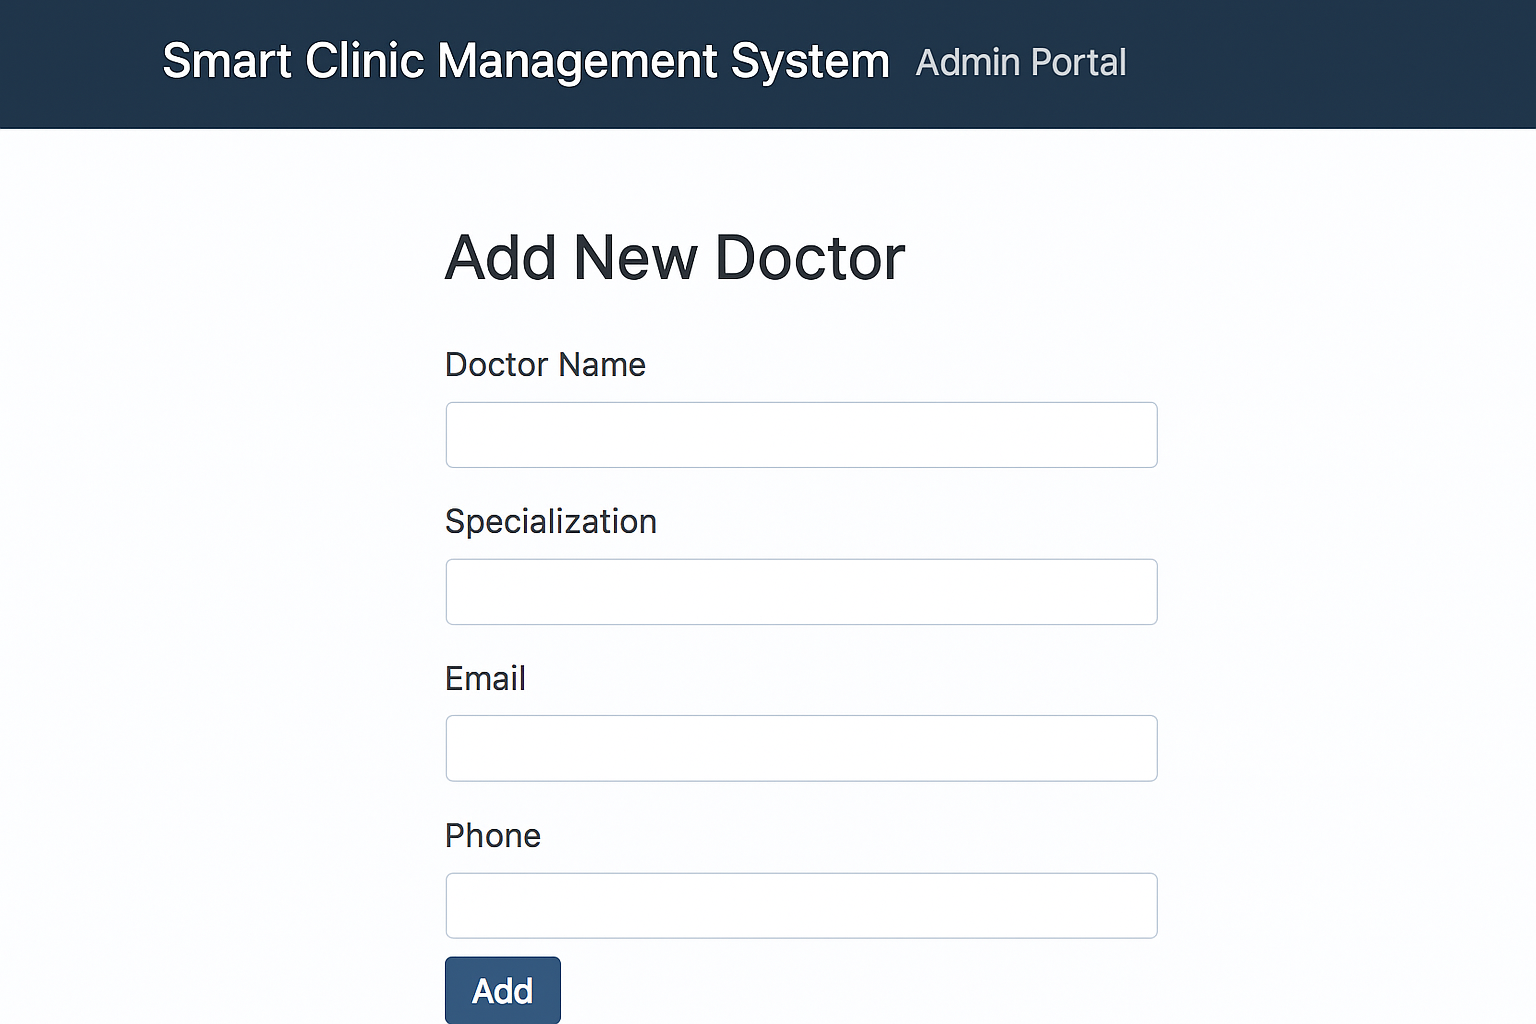 Smart Clinic Management System Admin Portal
Add New Doctor
Doctor Name
Specialization
Email
Phone
Add